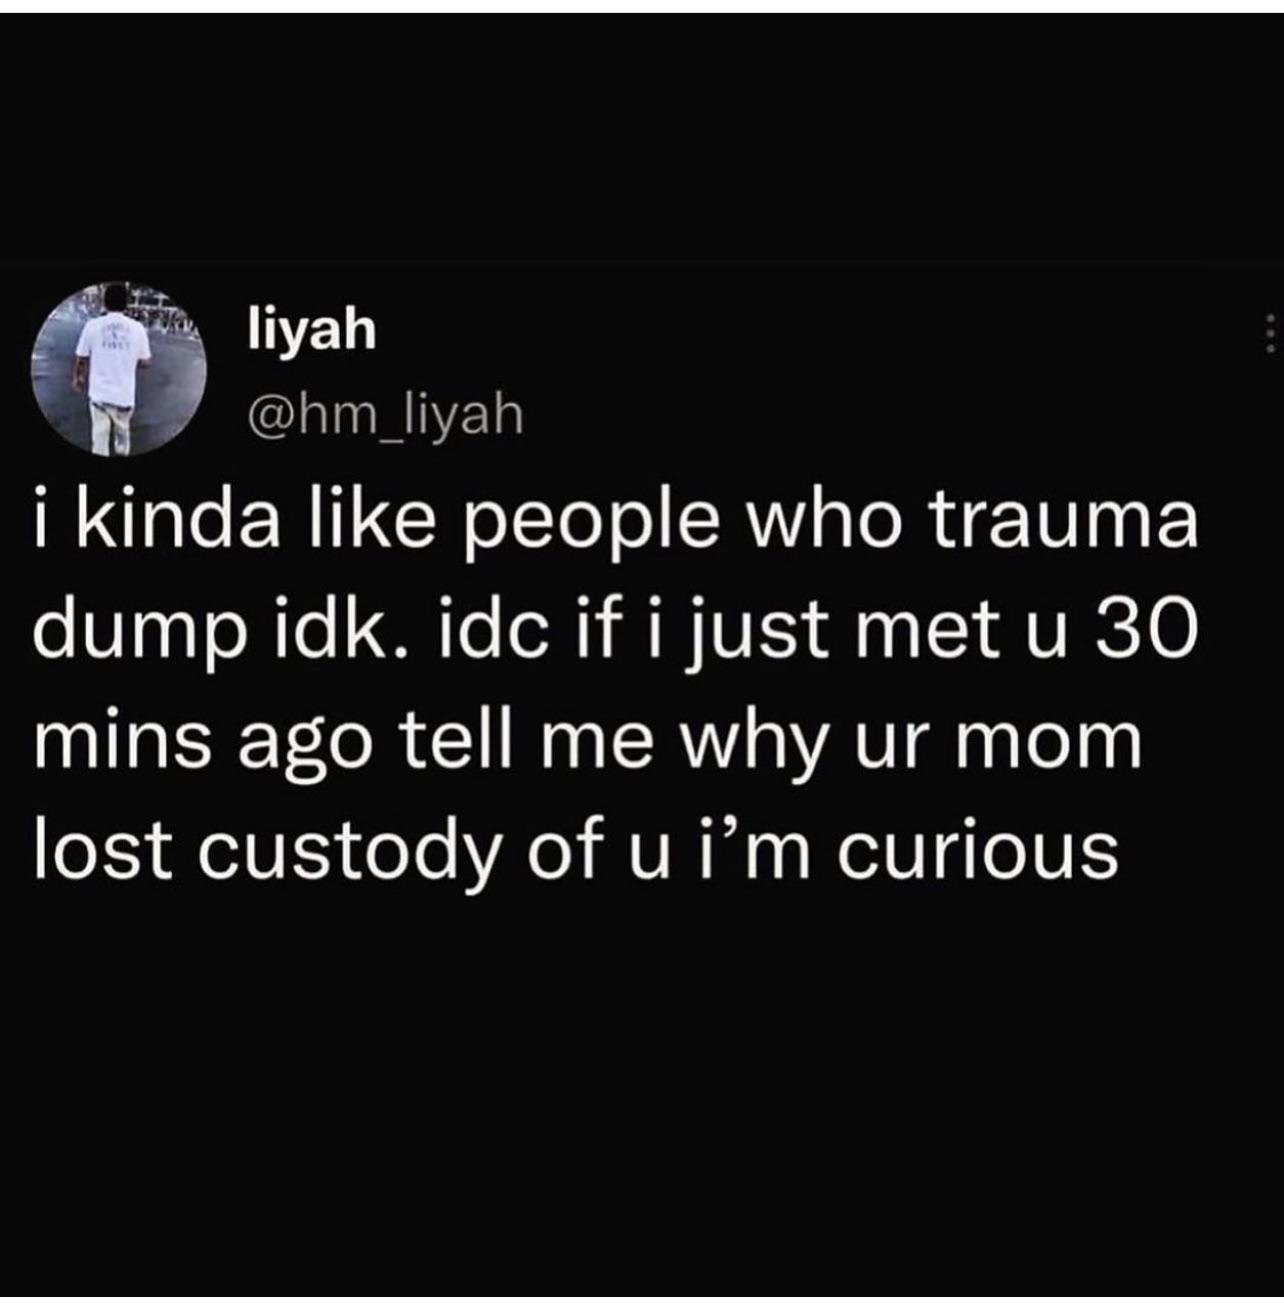 liyah
@hm_liyah
i kinda like people who trauma
dump idk. idc if i just met u 30
mins ago tell me why ur mom
lost custody of u i’m curious